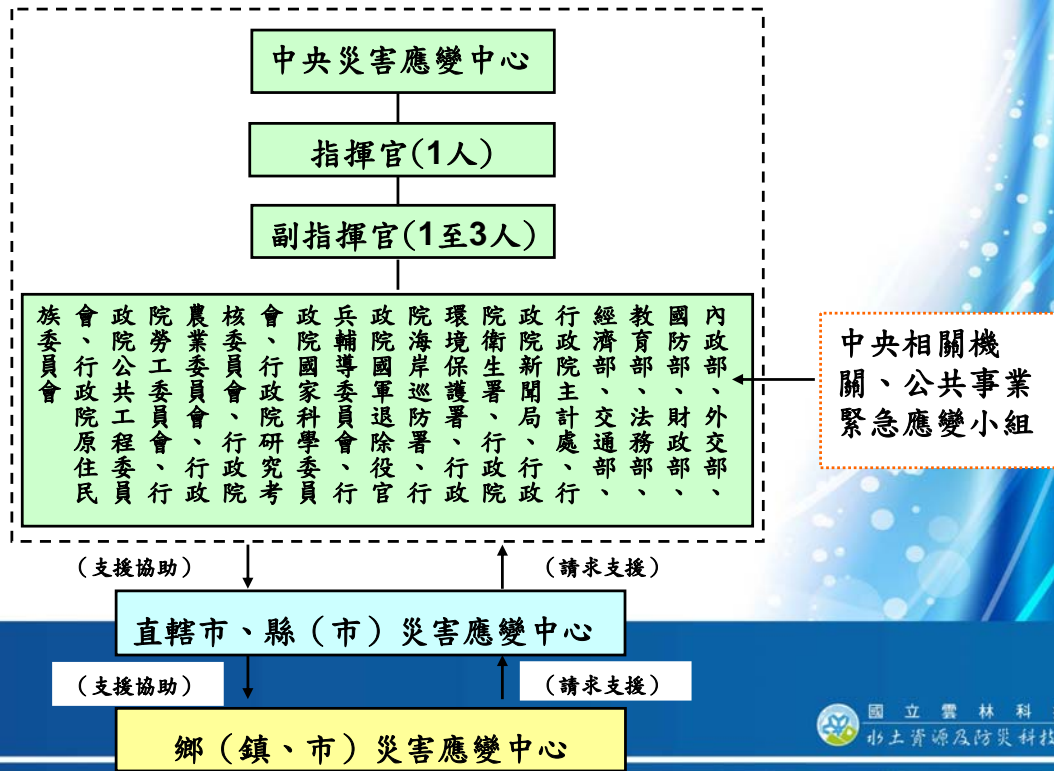 中央災害應變中心
指揮官(1人)
副指揮官(1至3人)
內政部、外交部、
國防部、財政部、
教育部、法務部、
經濟部、交通部、
行政院主計處、行
政院新聞局、行政
院衛生署、行政院
環境保護署、行政
院海岸巡防署、行
政院國軍退除役官
兵輔導委員會、行
政院國家科學委員
會、行政院研究考
核委員會、行政院
農業委員會、行政
院勞工委員會、行
政院公共工程委員
會、行政院原住民
族委員會
中央相關機
關、公共事業
緊急應變小組
（支援協助）
（請求支援）
直轄市、縣（市）災害應變中心
（支援協助）
（請求支援）
鄉（鎮、市）災害應變中心
國立雲林科
水土資源及防災科技